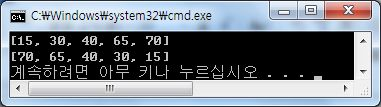 C:\Windows\system32\cmd.exe
[15, 30, 40, 65, 70]
[70, 65, 40, 30, 15]
계속하려면 아무 키나 누르십시오 . . .